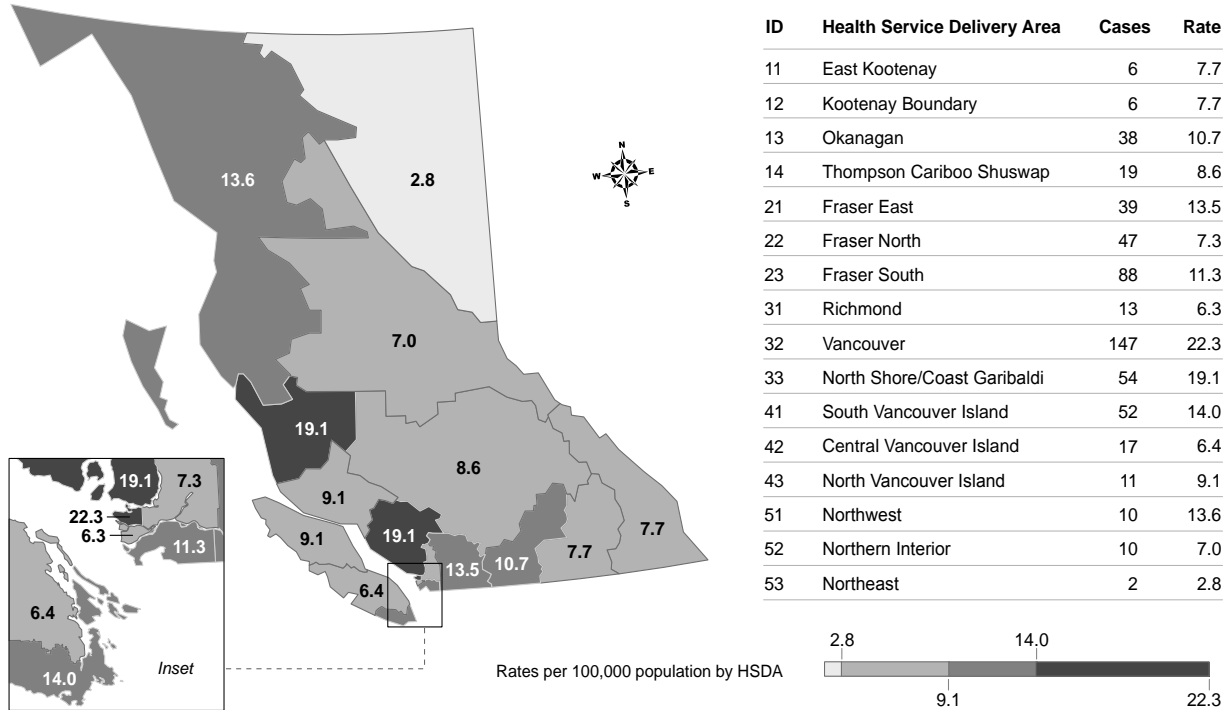 ID Health Service Delivery Area Cases Rate
11 East Kootenay 6 7.7
12 Kootenay Boundary 6 7.7
13 Okanagan 38 10.7
14 Thompson Cariboo Shuswap 19 8.6
21 Fraser East 39 13.5
22 Fraser North 47 7.3
23 Fraser South 88 11.3
31 Richmond 13 6.3
32 Vancouver 147 22.3
33 North Shore/Coast Garibaldi 54 19.1
41 South Vancouver Island 52 14.0
42 Central Vancouver Island 17 6.4
43 North Vancouver Island 11 9.1
51 Northwest 10 13.6
52 Northern Interior 10 7.0
53 Northeast 2 2.8
N
W E
S
13.6
2.8
7.0
19.1
8.6
9.1
9.1
19.1
13.5
10.7
7.7
7.7
6.4
19.1
7.3
22.3
6.3
11.3
6.4
14.0
Inset
Rates per 100,000 population by HSDA
2.8 14.0
9.1 22.3